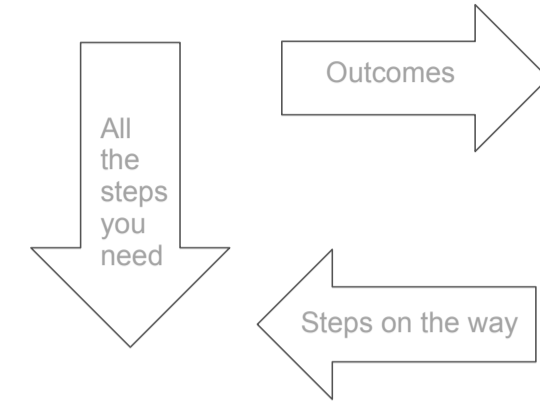 Outcomes
All
the
steps
you
need
Steps on the way